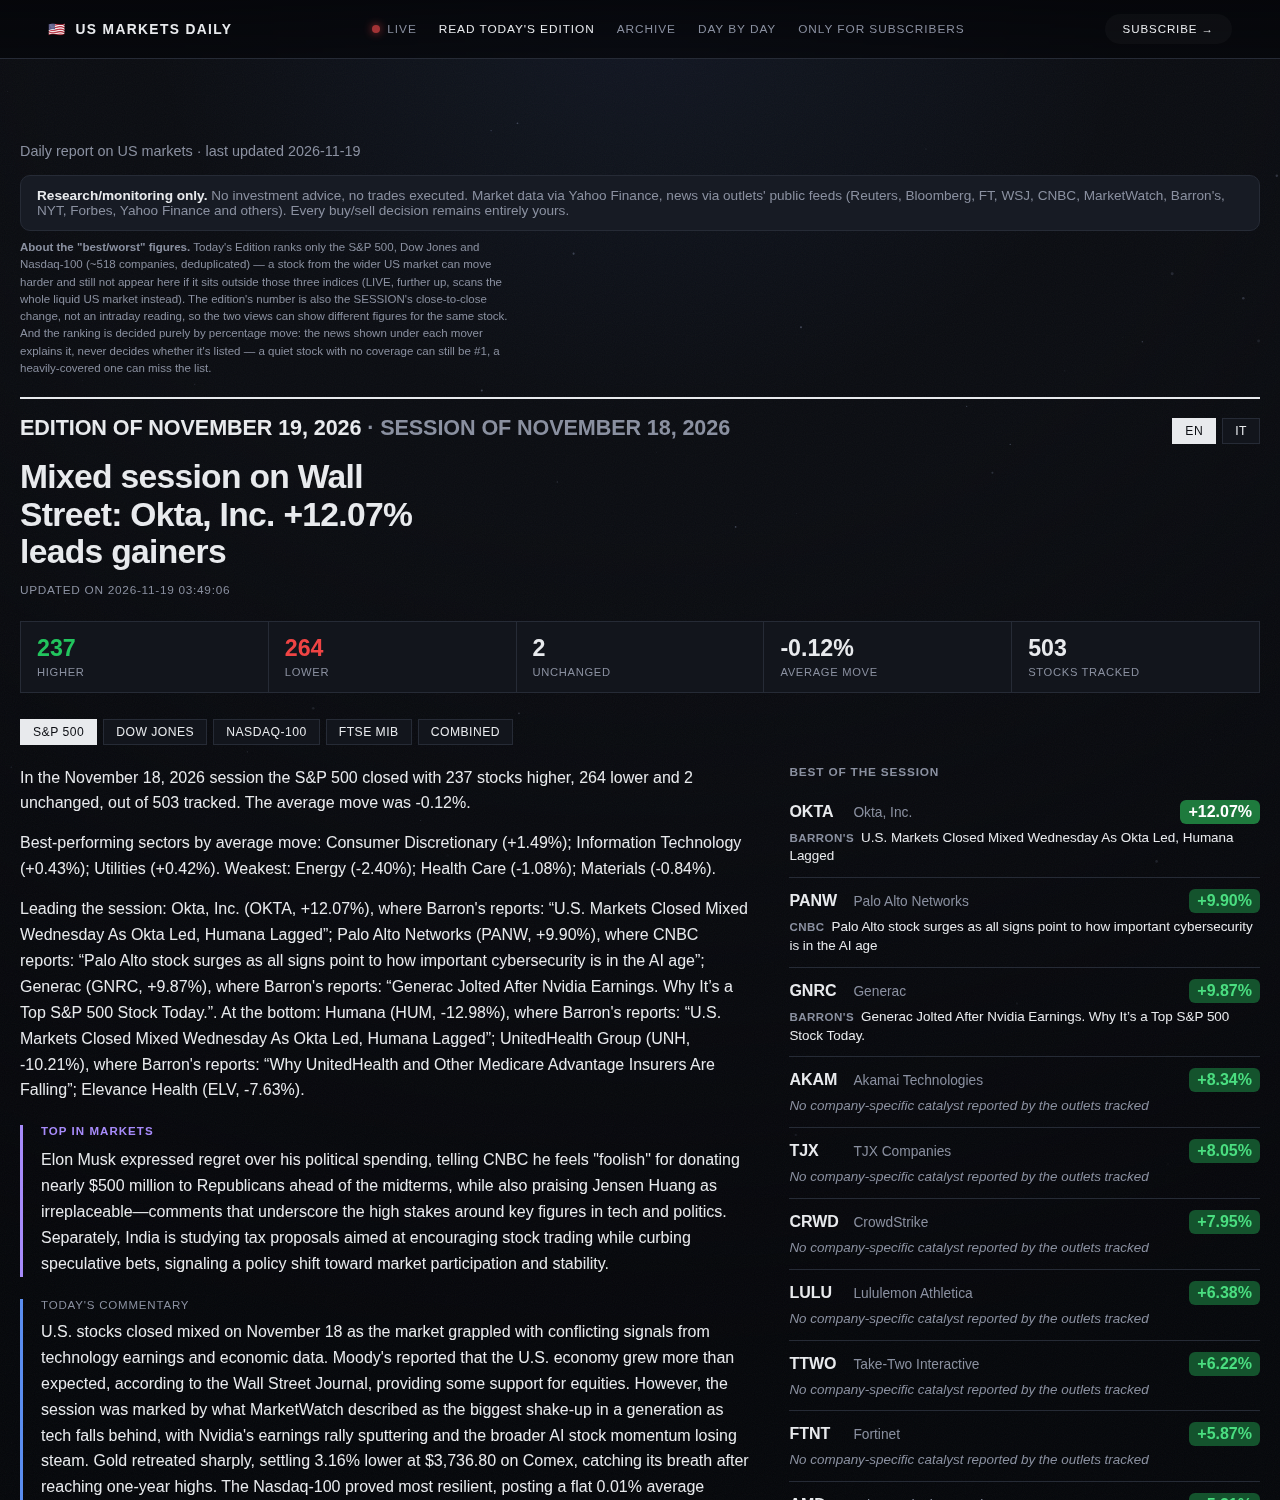 🇺🇸 US MARKETS DAILY
LIVE
READ TODAY'S EDITION
ARCHIVE
DAY BY DAY
ONLY FOR SUBSCRIBERS
SUBSCRIBE →
Daily report on US markets · last updated 2026-11-19
Research/monitoring only. No investment advice, no trades executed. Market data via Yahoo Finance, news via outlets' public feeds (Reuters, Bloomberg, FT, WSJ, CNBC, MarketWatch, Barron's,
NYT, Forbes, Yahoo Finance and others). Every buy/sell decision remains entirely yours.
About the "best/worst" figures. Today's Edition ranks only the S&P 500, Dow Jones and
Nasdaq-100 (~518 companies, deduplicated) — a stock from the wider US market can move
harder and still not appear here if it sits outside those three indices (LIVE, further up, scans the
whole liquid US market instead). The edition's number is also the SESSION's close-to-close
change, not an intraday reading, so the two views can show different figures for the same stock.
And the ranking is decided purely by percentage move: the news shown under each mover
explains it, never decides whether it's listed — a quiet stock with no coverage can still be #1, a
heavily-covered one can miss the list.
EDITION OF NOVEMBER 19, 2026 · SESSION OF NOVEMBER 18, 2026
EN
IT
Mixed session on Wall
Street: Okta, Inc. +12.07%
leads gainers
UPDATED ON 2026-11-19 03:49:06
237
HIGHER
264
LOWER
2
UNCHANGED
-0.12%
AVERAGE MOVE
503
STOCKS TRACKED
S&P 500
DOW JONES
NASDAQ-100
FTSE MIB
COMBINED
In the November 18, 2026 session the S&P 500 closed with 237 stocks higher, 264 lower and 2
unchanged, out of 503 tracked. The average move was -0.12%.
Best-performing sectors by average move: Consumer Discretionary (+1.49%); Information Technology
(+0.43%); Utilities (+0.42%). Weakest: Energy (-2.40%); Health Care (-1.08%); Materials (-0.84%).
Leading the session: Okta, Inc. (OKTA, +12.07%), where Barron's reports: “U.S. Markets Closed Mixed
Wednesday As Okta Led, Humana Lagged”; Palo Alto Networks (PANW, +9.90%), where CNBC
reports: “Palo Alto stock surges as all signs point to how important cybersecurity is in the AI age”;
Generac (GNRC, +9.87%), where Barron's reports: “Generac Jolted After Nvidia Earnings. Why It’s a
Top S&P 500 Stock Today.”. At the bottom: Humana (HUM, -12.98%), where Barron's reports: “U.S.
Markets Closed Mixed Wednesday As Okta Led, Humana Lagged”; UnitedHealth Group (UNH,
-10.21%), where Barron's reports: “Why UnitedHealth and Other Medicare Advantage Insurers Are
Falling”; Elevance Health (ELV, -7.63%).
TOP IN MARKETS
Elon Musk expressed regret over his political spending, telling CNBC he feels "foolish" for donating
nearly $500 million to Republicans ahead of the midterms, while also praising Jensen Huang as
irreplaceable—comments that underscore the high stakes around key figures in tech and politics.
Separately, India is studying tax proposals aimed at encouraging stock trading while curbing
speculative bets, signaling a policy shift toward market participation and stability.
TODAY'S COMMENTARY
U.S. stocks closed mixed on November 18 as the market grappled with conflicting signals from
technology earnings and economic data. Moody's reported that the U.S. economy grew more than
expected, according to the Wall Street Journal, providing some support for equities. However, the
session was marked by what MarketWatch described as the biggest shake-up in a generation as
tech falls behind, with Nvidia's earnings rally sputtering and the broader AI stock momentum losing
steam. Gold retreated sharply, settling 3.16% lower at $3,736.80 on Comex, catching its breath after
reaching one-year highs. The Nasdaq-100 proved most resilient, posting a flat 0.01% average
BEST OF THE SESSION
OKTA Okta, Inc. +12.07%
BARRON'S U.S. Markets Closed Mixed Wednesday As Okta Led, Humana
Lagged
PANW Palo Alto Networks +9.90%
CNBC Palo Alto stock surges as all signs point to how important cybersecurity
is in the AI age
GNRC Generac +9.87%
BARRON'S Generac Jolted After Nvidia Earnings. Why It’s a Top S&P 500
Stock Today.
AKAM Akamai Technologies +8.34%
No company-specific catalyst reported by the outlets tracked
TJX TJX Companies +8.05%
No company-specific catalyst reported by the outlets tracked
CRWD CrowdStrike +7.95%
No company-specific catalyst reported by the outlets tracked
LULU Lululemon Athletica +6.38%
No company-specific catalyst reported by the outlets tracked
TTWO Take-Two Interactive +6.22%
No company-specific catalyst reported by the outlets tracked
FTNT Fortinet +5.87%
No company-specific catalyst reported by the outlets tracked